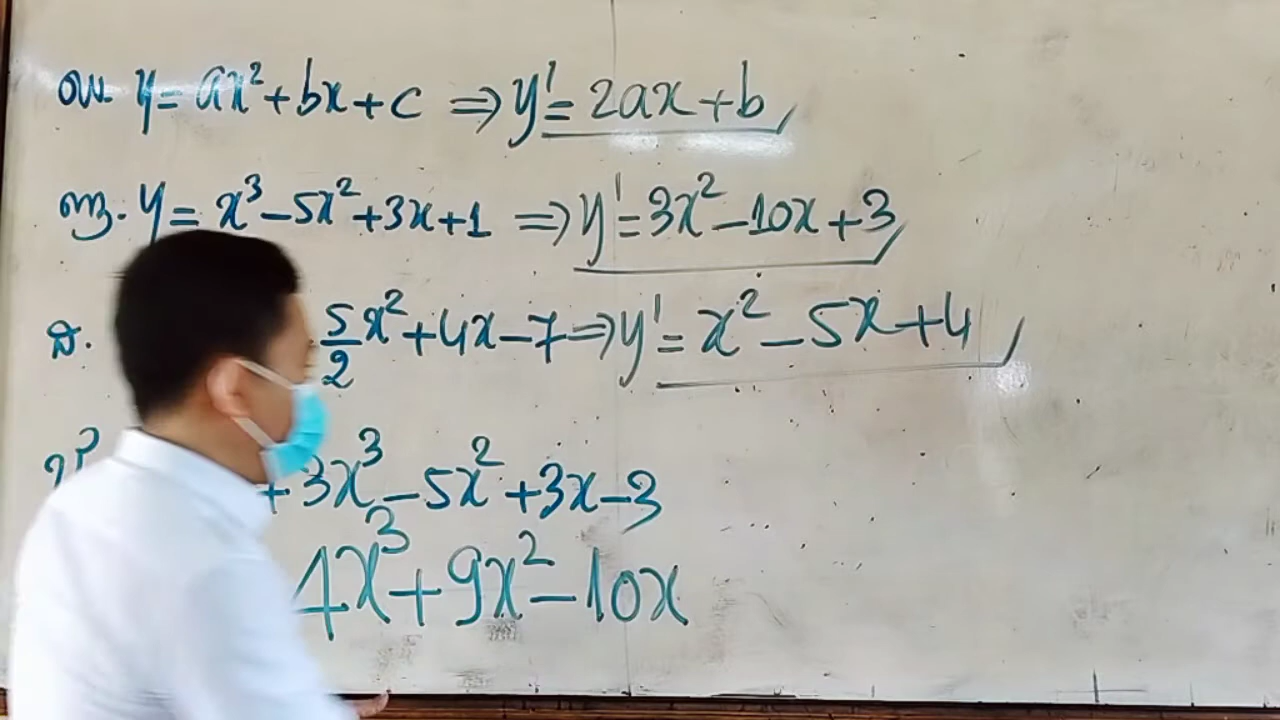 y = ax² + bx + c ⇒ y' = 2ax + b
y = x³ - 5x² + 3x + 1 ⇒ y' = 3x² - 10x + 3
5/2 x² + 4x - 7 ⇒ y' = x² - 5x + 4
+ 3x³ - 5x² + 3x - 3
4x³ + 9x² - 10x